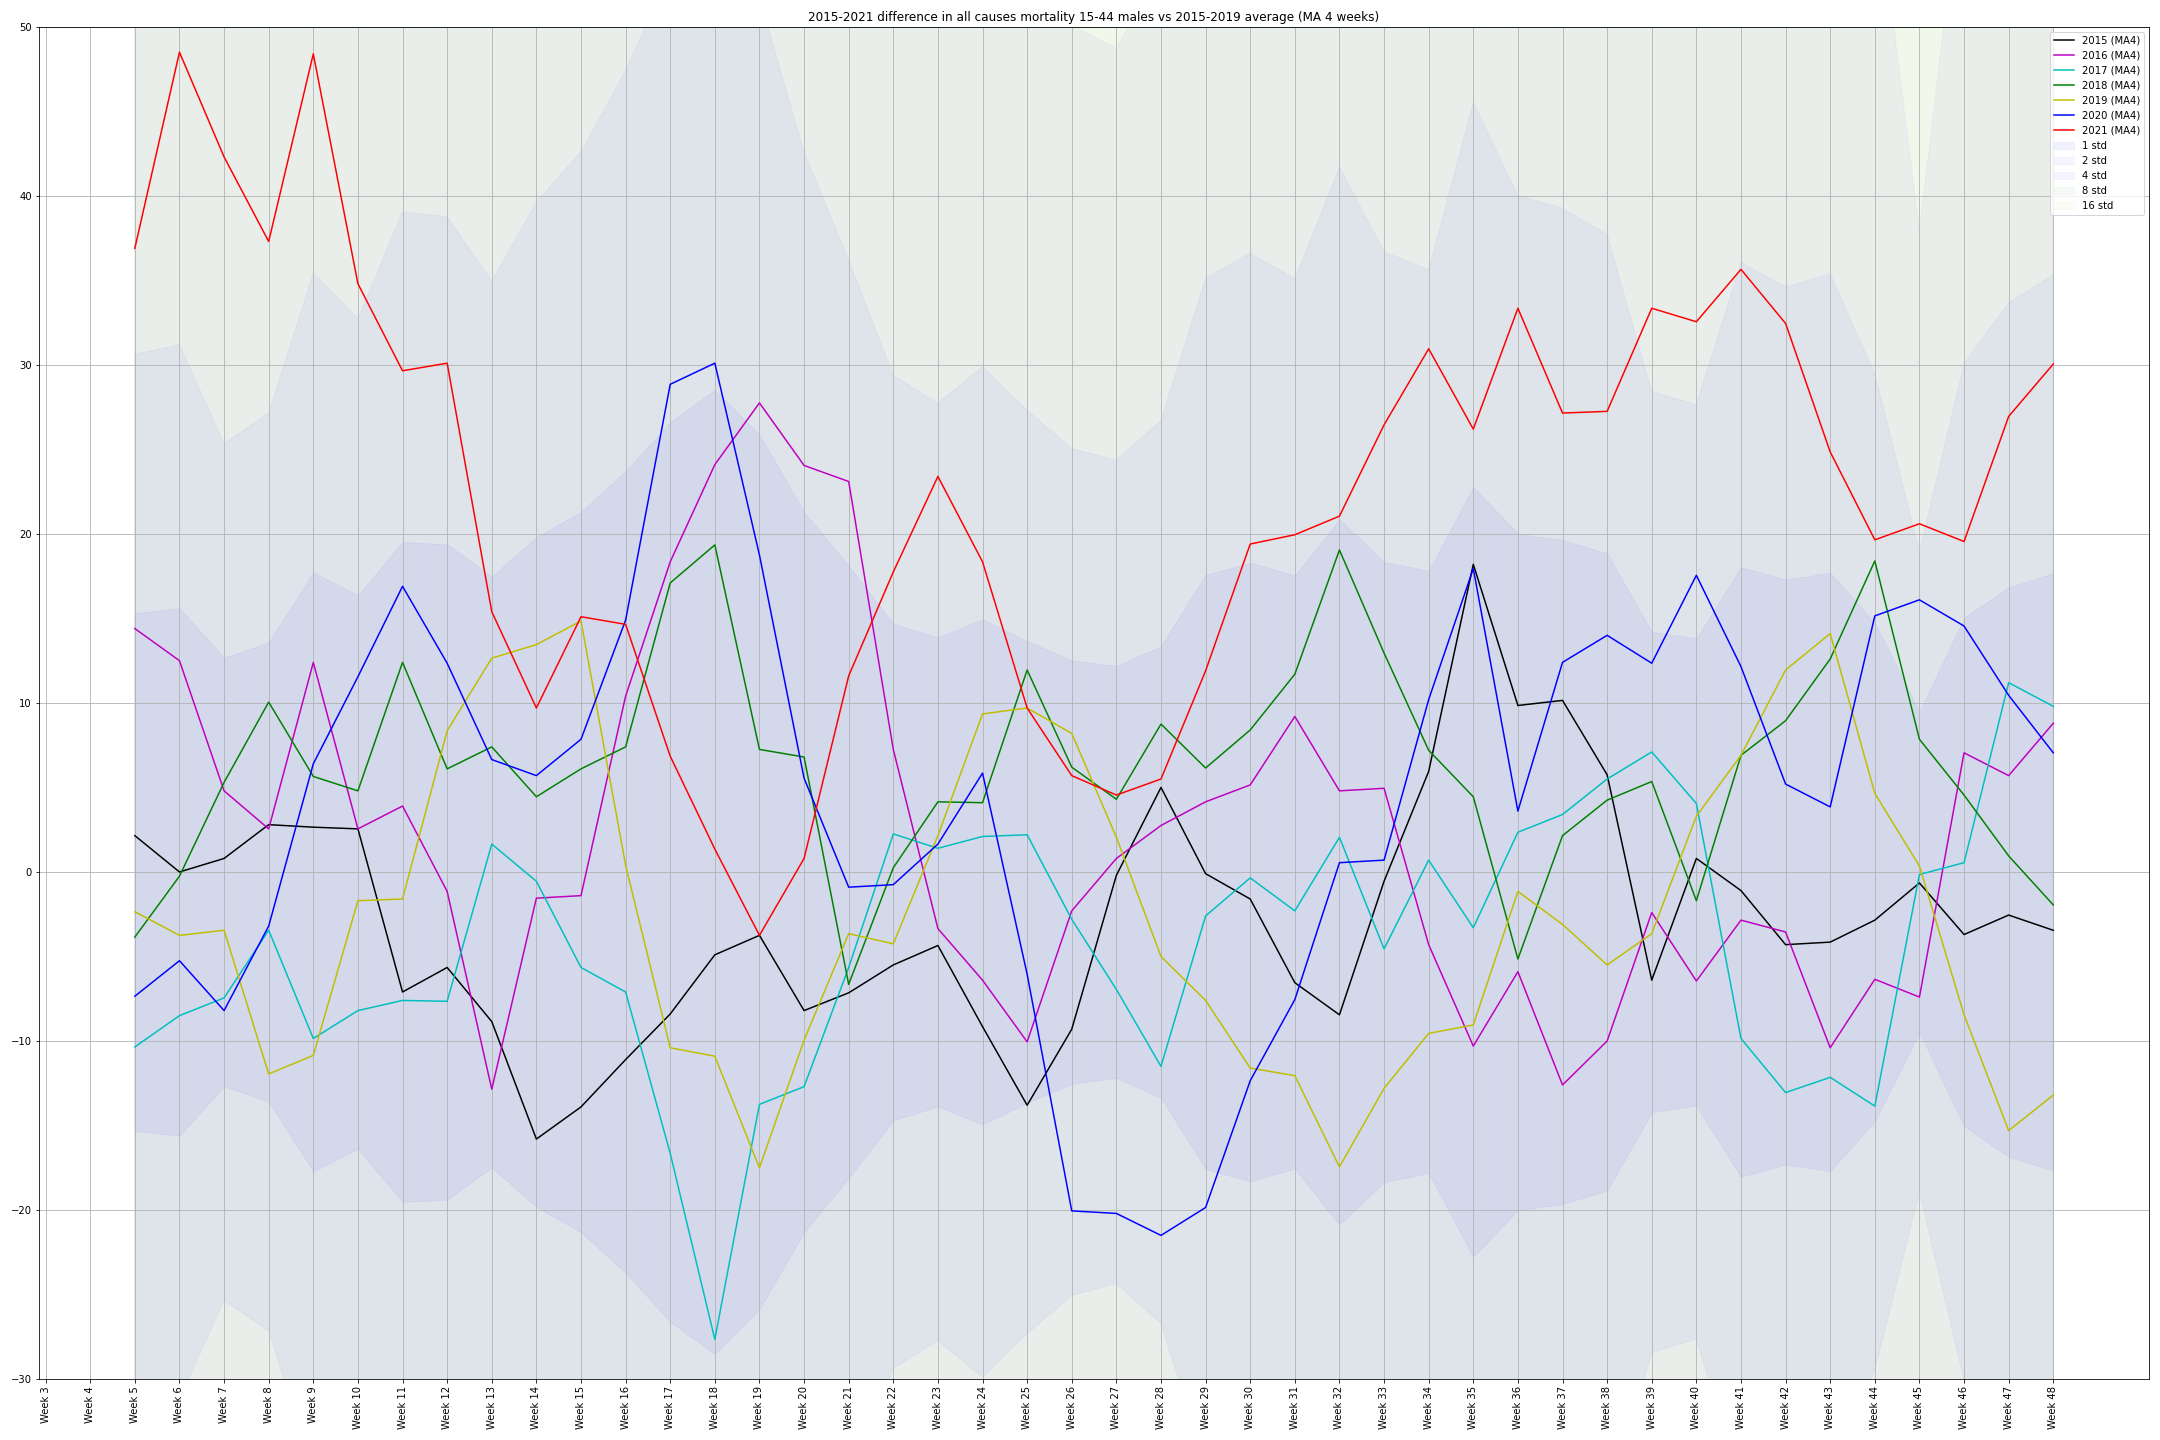 2015-2021 difference in all causes mortality 15-44 males vs 2015-2019 average (MA 4 weeks)
50
40
30
20
10
0
−10
−20
−30
2015 (MA4)
2016 (MA4)
2017 (MA4)
2018 (MA4)
2019 (MA4)
2020 (MA4)
2021 (MA4)
1 std
2 std
4 std
8 std
16 std
Week 3
Week 4
Week 5
Week 6
Week 7
Week 8
Week 9
Week 10
Week 11
Week 12
Week 13
Week 14
Week 15
Week 16
Week 17
Week 18
Week 19
Week 20
Week 21
Week 22
Week 23
Week 24
Week 25
Week 26
Week 27
Week 28
Week 29
Week 30
Week 31
Week 32
Week 33
Week 34
Week 35
Week 36
Week 37
Week 38
Week 39
Week 40
Week 41
Week 42
Week 43
Week 44
Week 45
Week 46
Week 47
Week 48